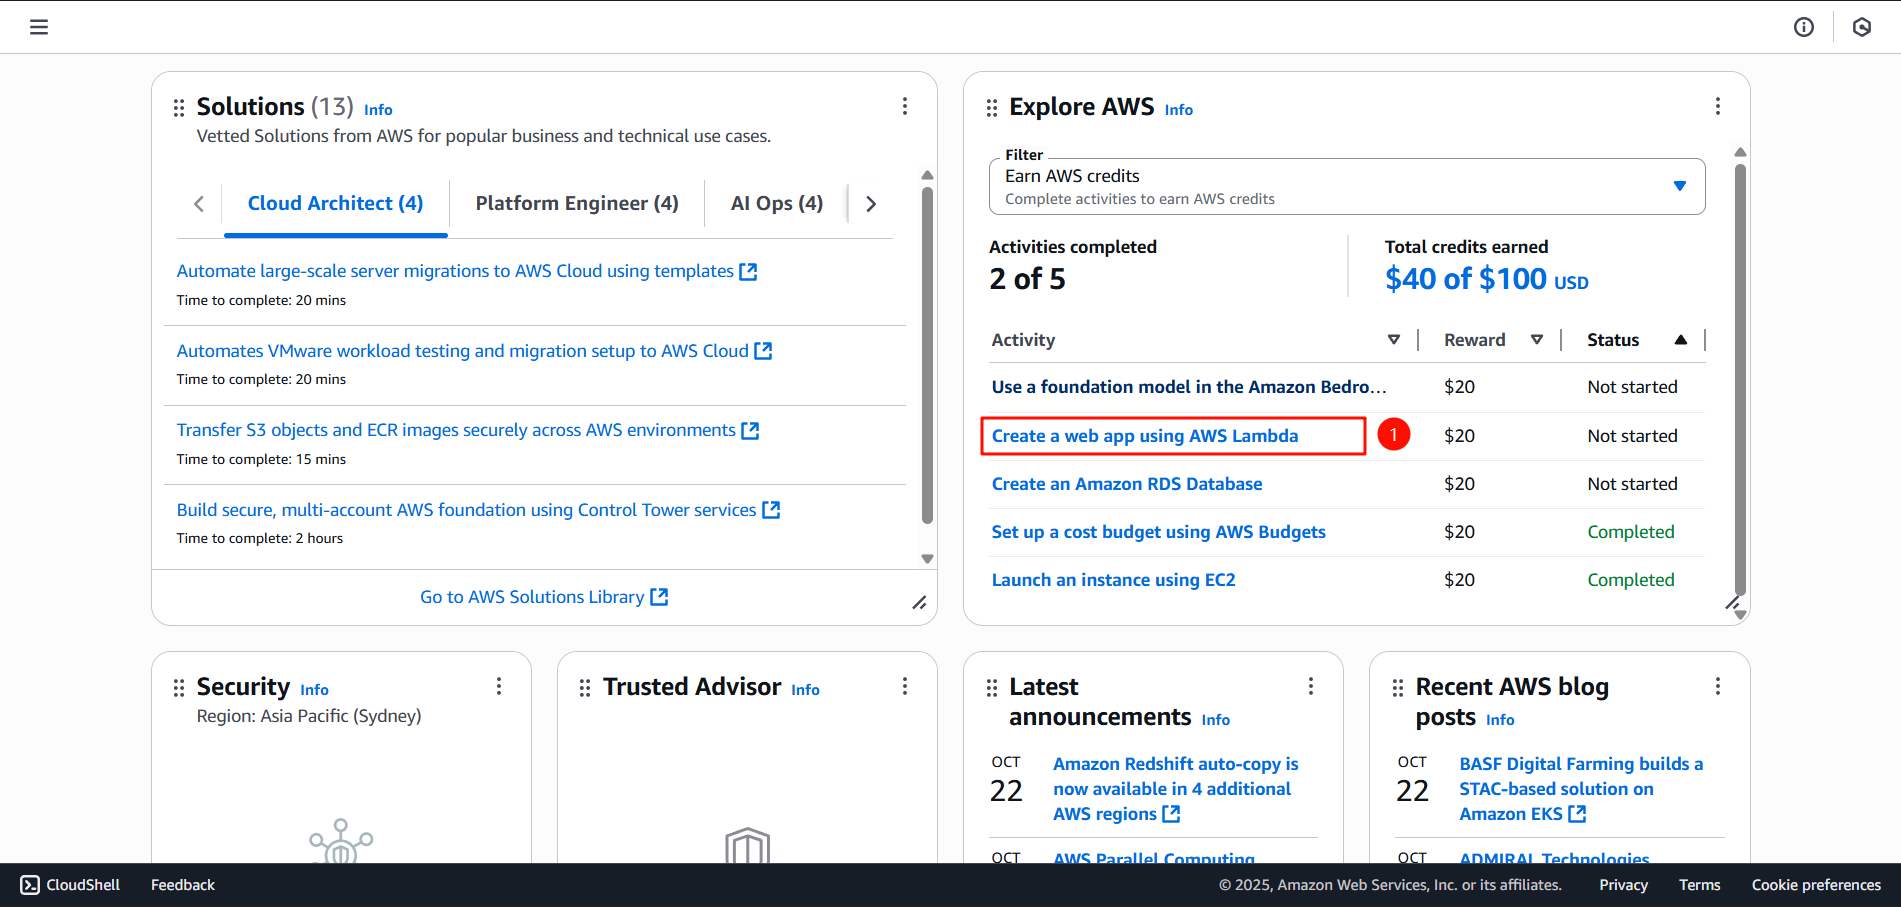 Solutions (13) Info
Vetted Solutions from AWS for popular business and technical use cases.
Cloud Architect (4)
Platform Engineer (4)
AI Ops (4)
Automate large-scale server migrations to AWS Cloud using templates
Time to complete: 20 mins
Automates VMware workload testing and migration setup to AWS Cloud
Time to complete: 20 mins
Transfer S3 objects and ECR images securely across AWS environments
Time to complete: 15 mins
Build secure, multi-account AWS foundation using Control Tower services
Time to complete: 2 hours
Go to AWS Solutions Library
Explore AWS Info
Filter
Earn AWS credits
Complete activities to earn AWS credits
Activities completed
2 of 5
Total credits earned
$40 of $100 USD
Activity Reward Status
Use a foundation model in the Amazon Bedro... $20 Not started
Create a web app using AWS Lambda 1 $20 Not started
Create an Amazon RDS Database $20 Not started
Set up a cost budget using AWS Budgets $20 Completed
Launch an instance using EC2 $20 Completed
Security Info
Region: Asia Pacific (Sydney)
Trusted Advisor Info
Latest
announcements Info
OCT
22
Amazon Redshift auto-copy is
now available in 4 additional
AWS regions
OCT
AWS Parallel Computing
Recent AWS blog
posts Info
OCT
22
BASF Digital Farming builds a
STAC-based solution on
Amazon EKS
OCT
ADMIRAL Technologies
CloudShell
Feedback
© 2025, Amazon Web Services, Inc. or its affiliates.
Privacy
Terms
Cookie preferences